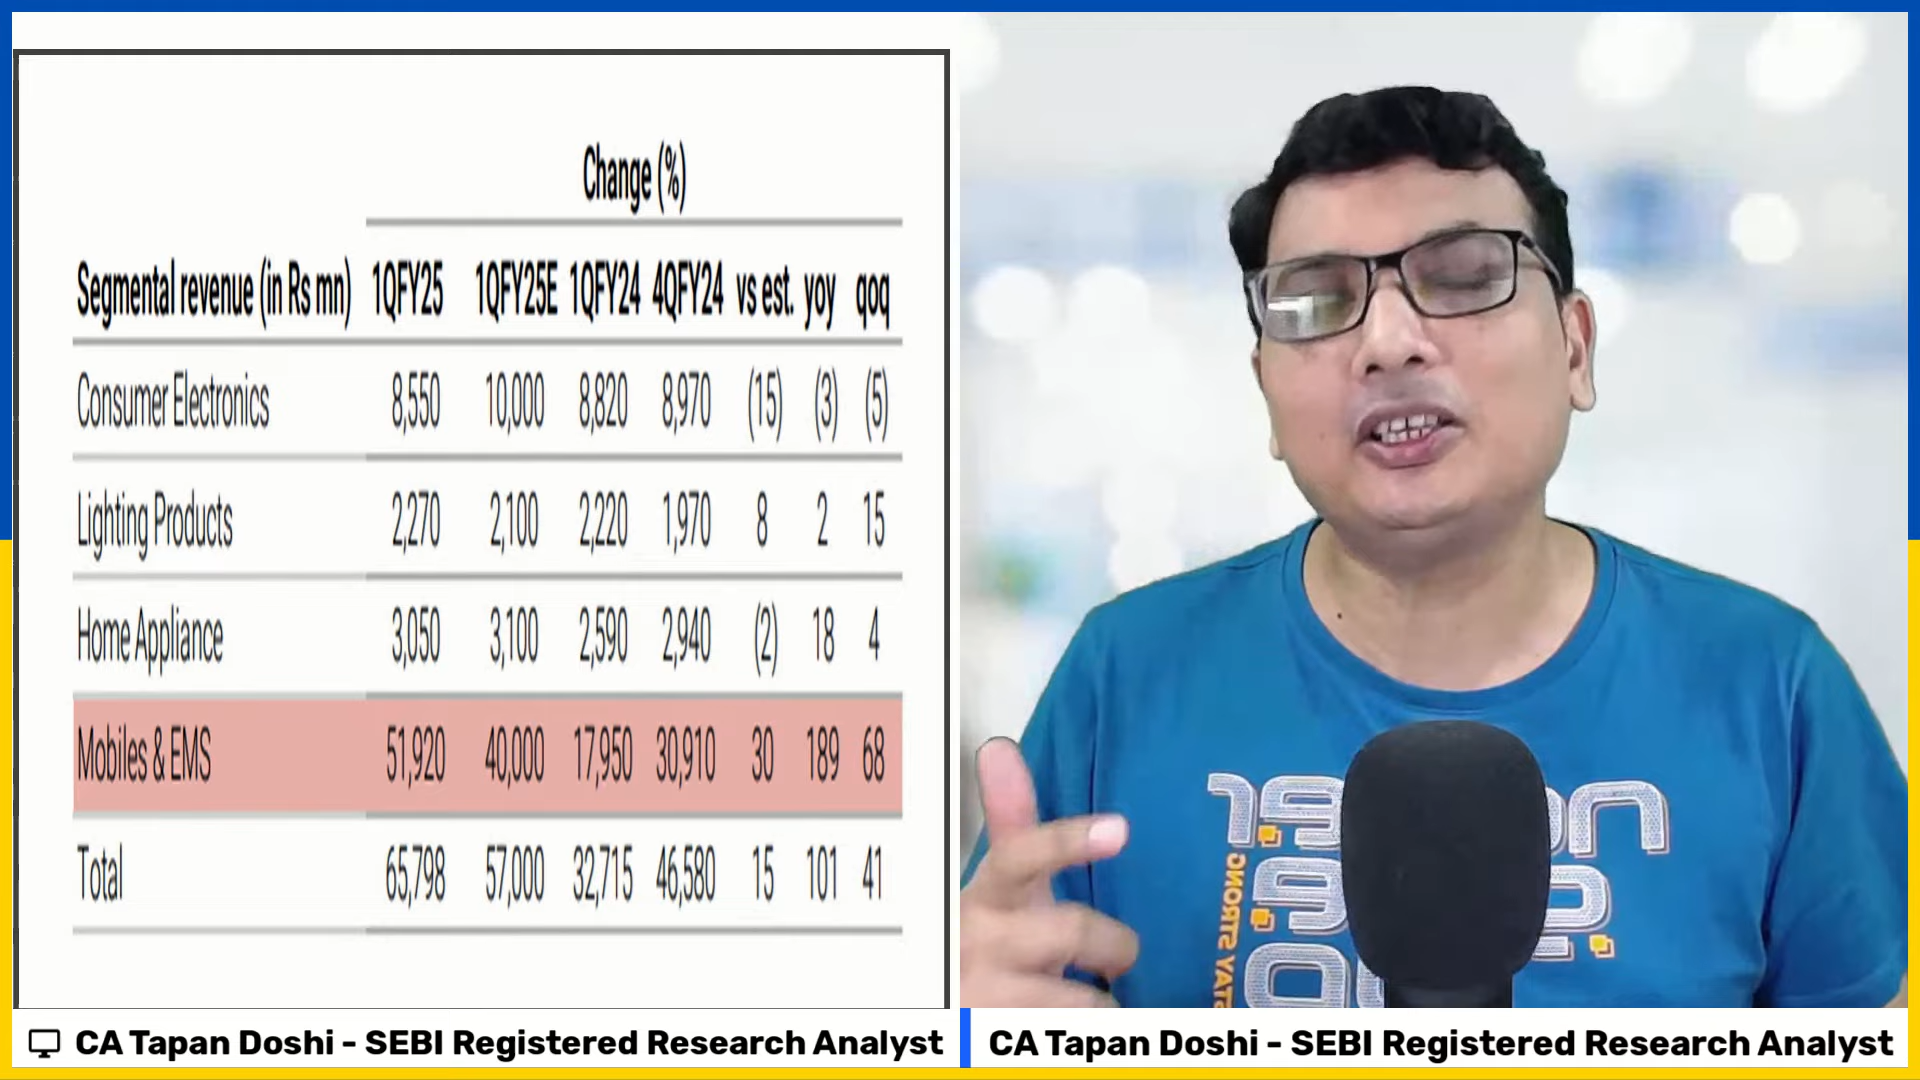 Change (%)
Segmental revenue (in Rs mn) 1QFY25 1QFY25E 1QFY24 4QFY24 vs est. yoy qoq
Consumer Electronics 8,550 10,000 8,820 8,970 (15) (3) (5)
Lighting Products 2,270 2,100 2,220 1,970 8 2 15
Home Appliance 3,050 3,100 2,590 2,940 (2) 18 4
Mobiles & EMS 51,920 40,000 17,950 30,910 30 189 68
Total 65,798 57,000 32,715 46,580 15 101 41
CA Tapan Doshi - SEBI Registered Research Analyst
CA Tapan Doshi - SEBI Registered Research Analyst
STAY STRONG